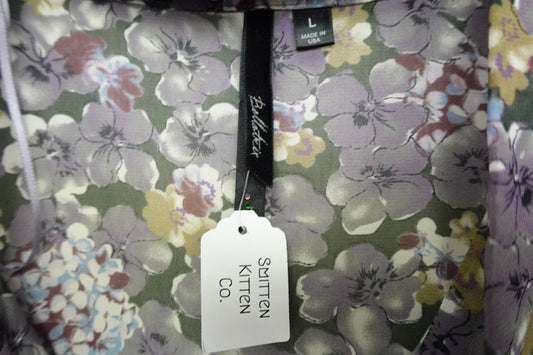 L
MADE IN
USA
Bellatrix
SMITTEN
KITTEN
CO.